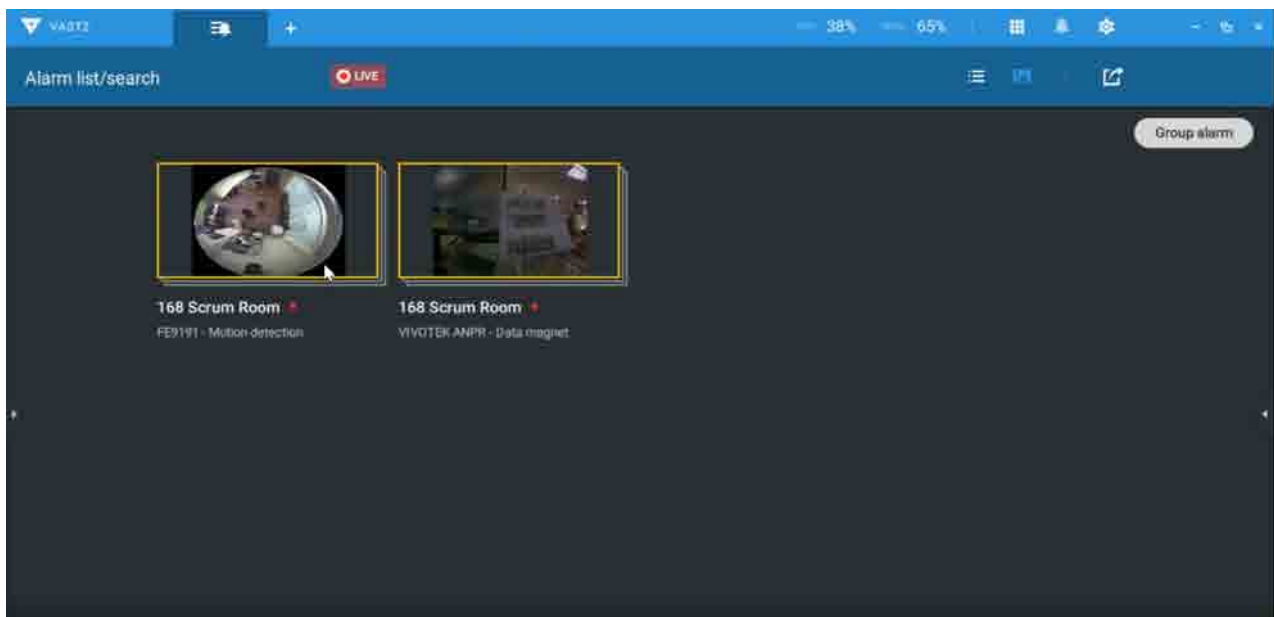 VAST2
38% 65%
Alarm list/search
LIVE
Group alarm
168 Scrum Room
FE9191 - Motion detection
168 Scrum Room
VIVOTEK ANPR - Data magnet